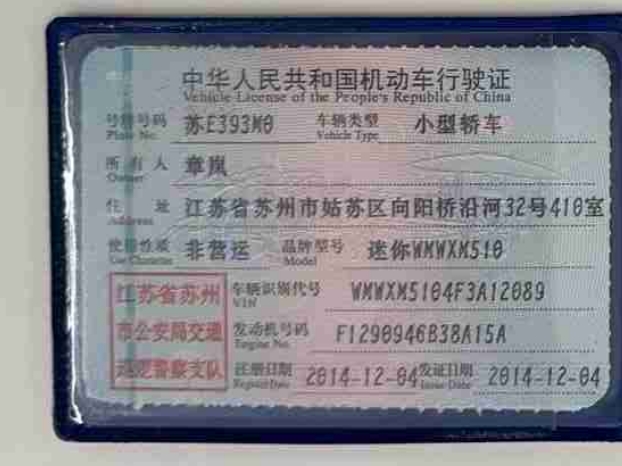 中华人民共和国机动车行驶证
Vehicle License of the People's Republic of China
号牌号码 苏E393M0 车辆类型 小型轿车
Plate No. Vehicle Type
所有人 章岚
Owner
住址 江苏省苏州市姑苏区向阳桥沿河32号410室
Address
使用性质 非营运 品牌型号 迷你WMWXM510
Use Character Model
江苏省苏州 车辆识别代号 WMWXM5104F3A12089
VIN
市公安局交通 发动机号码 F1290946B38A15A
Engine No.
巡逻警察支队 注册日期 2014-12-04 发证日期 2014-12-04
Register Date Issue Date